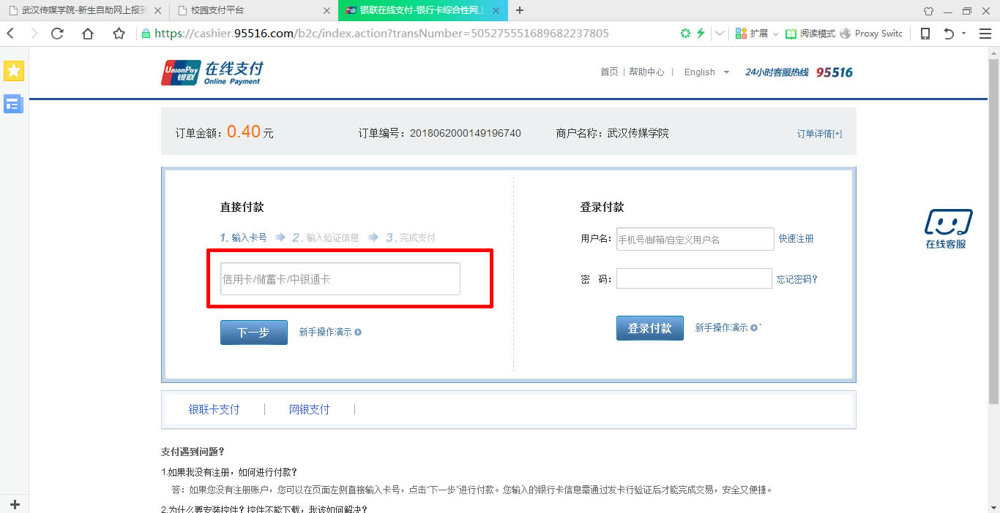 武汉传媒学院-新生自助网上报到
校园支付平台
银联在线支付-银行卡综合性网上
https://cashier.95516.com/b2c/index.action?transNumber=505275551689682237805
扩展
阅读模式
Proxy Switc
UnionPay
银联
在线支付
Online Payment
首页 | 帮助中心 | English
24小时客服热线 95516
订单金额：0.40 元
订单编号：2018062000149196740
商户名称：武汉传媒学院
订单详情[+]
直接付款
1. 输入卡号 2. 输入验证信息 3. 完成支付
信用卡/储蓄卡/中银通卡
下一步
新手操作演示
登录付款
用户名： 手机号/邮箱/自定义用户名 快速注册
密 码： 忘记密码？
登录付款
新手操作演示
在线客服
银联卡支付 | 网银支付 |
支付遇到问题？
1.如果我没有注册，如何进行付款？
答：如果您没有注册账户，您可以在页面左侧直接输入卡号，点击“下一步”进行付款。您输入的银行卡信息需通过发卡行验证后才能完成交易，安全又便捷。
2.为什么要安装控件？控件不能下载，我该如何解决？